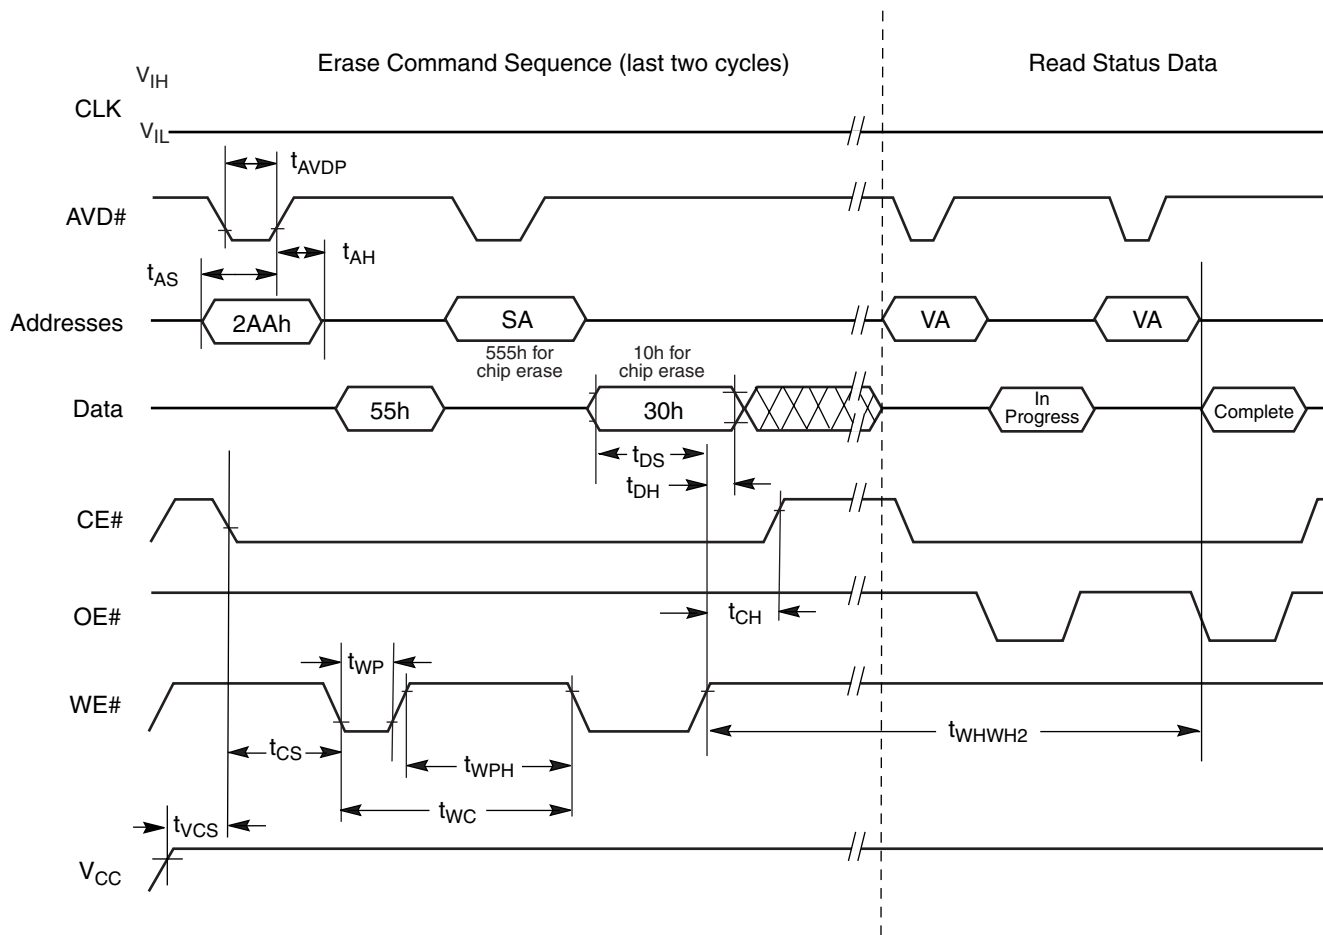 Erase Command Sequence (last two cycles)
Read Status Data
VIH
CLK
VIL
tAVDP
AVD#
tAH
tAS
Addresses
2AAh
SA
VA
VA
555h for
chip erase
10h for
chip erase
Data
55h
30h
In
Progress
Complete
tDS
tDH
CE#
tCH
OE#
tWP
WE#
tCS
tWPH
tWHWH2
tWC
tVCS
VCC